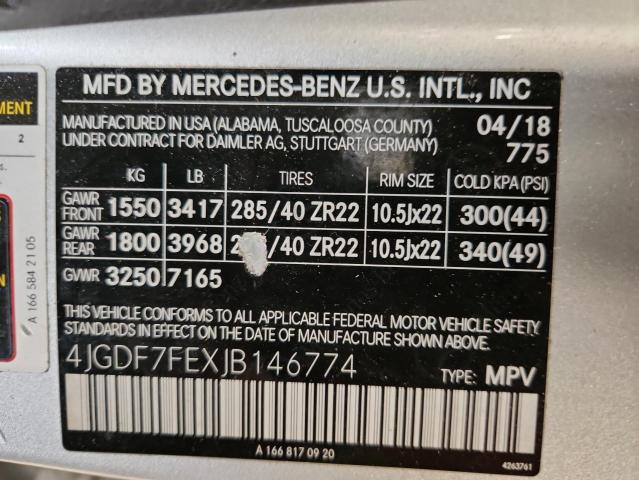 MFD BY MERCEDES-BENZ U.S. INTL., INC
MANUFACTURED IN USA (ALABAMA, TUSCALOOSA COUNTY) 04/18
UNDER CONTRACT FOR DAIMLER AG, STUTTGART (GERMANY) 775
KG LB TIRES RIM SIZE COLD KPA (PSI)
GAWR FRONT 1550 3417 285/40 ZR22 10.5Jx22 300(44)
GAWR REAR 1800 3968 /40 ZR22 10.5Jx22 340(49)
GVWR 3250 7165
THIS VEHICLE CONFORMS TO ALL APPLICABLE FEDERAL MOTOR VEHICLE SAFETY
STANDARDS IN EFFECT ON THE DATE OF MANUFACTURE SHOWN ABOVE.
4JGDF7FEXJB146774 TYPE: MPV
A 166 817 09 20
4263761
2
A 166 584 21 05